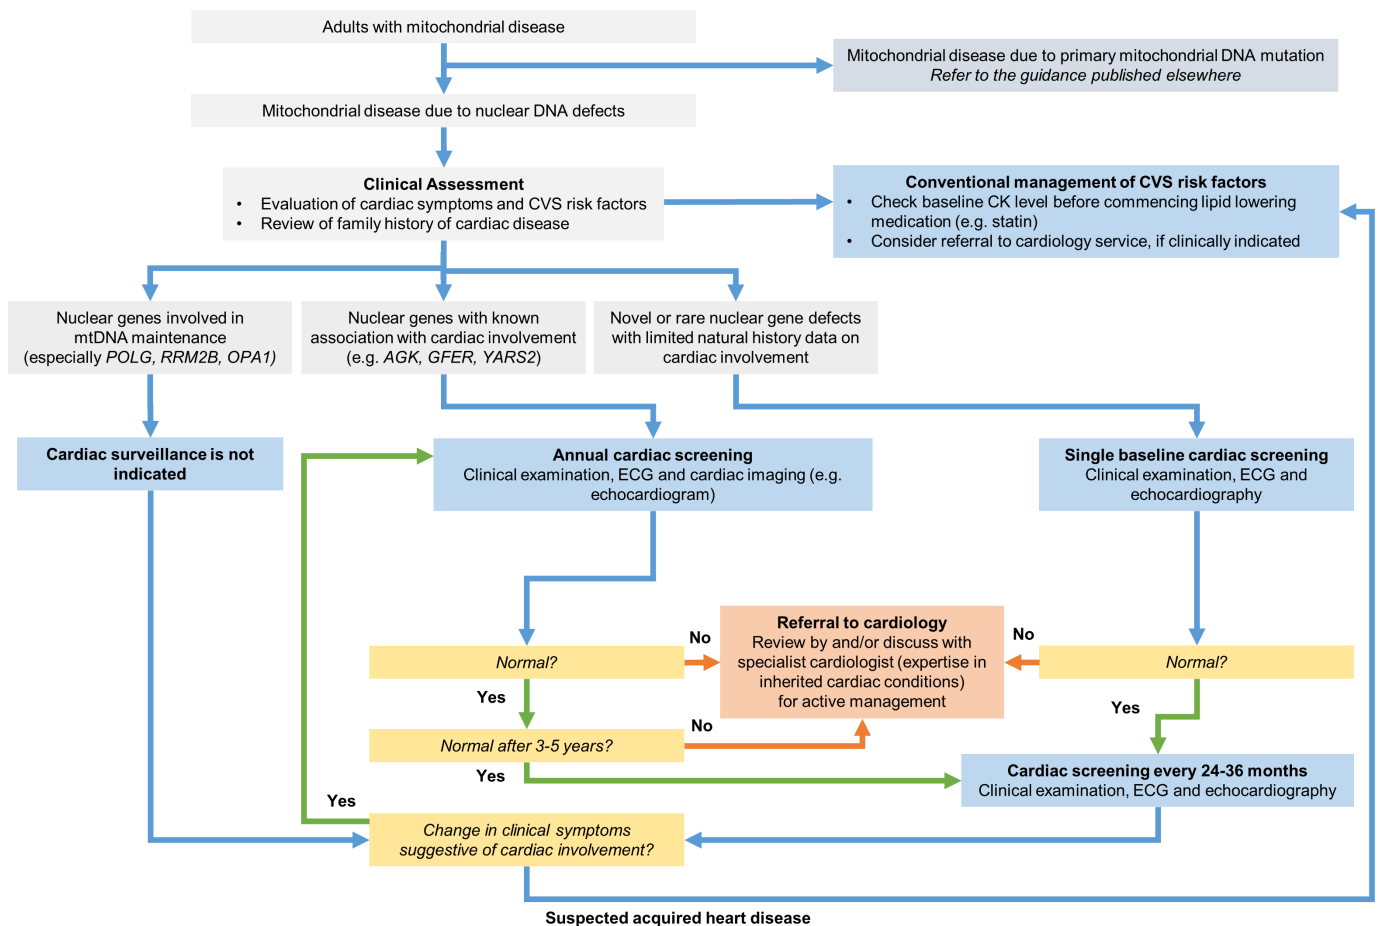 Adults with mitochondrial disease
Mitochondrial disease due to primary mitochondrial DNA mutation
Refer to the guidance published elsewhere
Mitochondrial disease due to nuclear DNA defects
Clinical Assessment
• Evaluation of cardiac symptoms and CVS risk factors
• Review of family history of cardiac disease
Conventional management of CVS risk factors
• Check baseline CK level before commencing lipid lowering
medication (e.g. statin)
• Consider referral to cardiology service, if clinically indicated
Nuclear genes involved in
mtDNA maintenance
(especially POLG, RRM2B, OPA1)
Nuclear genes with known
association with cardiac involvement
(e.g. AGK, GFER, YARS2)
Novel or rare nuclear gene defects
with limited natural history data on
cardiac involvement
Cardiac surveillance is not
indicated
Annual cardiac screening
Clinical examination, ECG and cardiac imaging (e.g.
echocardiogram)
Single baseline cardiac screening
Clinical examination, ECG and
echocardiography
Normal?
No
Referral to cardiology
Review by and/or discuss with
specialist cardiologist (expertise in
inherited cardiac conditions)
for active management
No
Normal?
Yes
Yes
Normal after 3-5 years?
No
Yes
Cardiac screening every 24-36 months
Clinical examination, ECG and echocardiography
Yes
Change in clinical symptoms
suggestive of cardiac involvement?
Suspected acquired heart disease